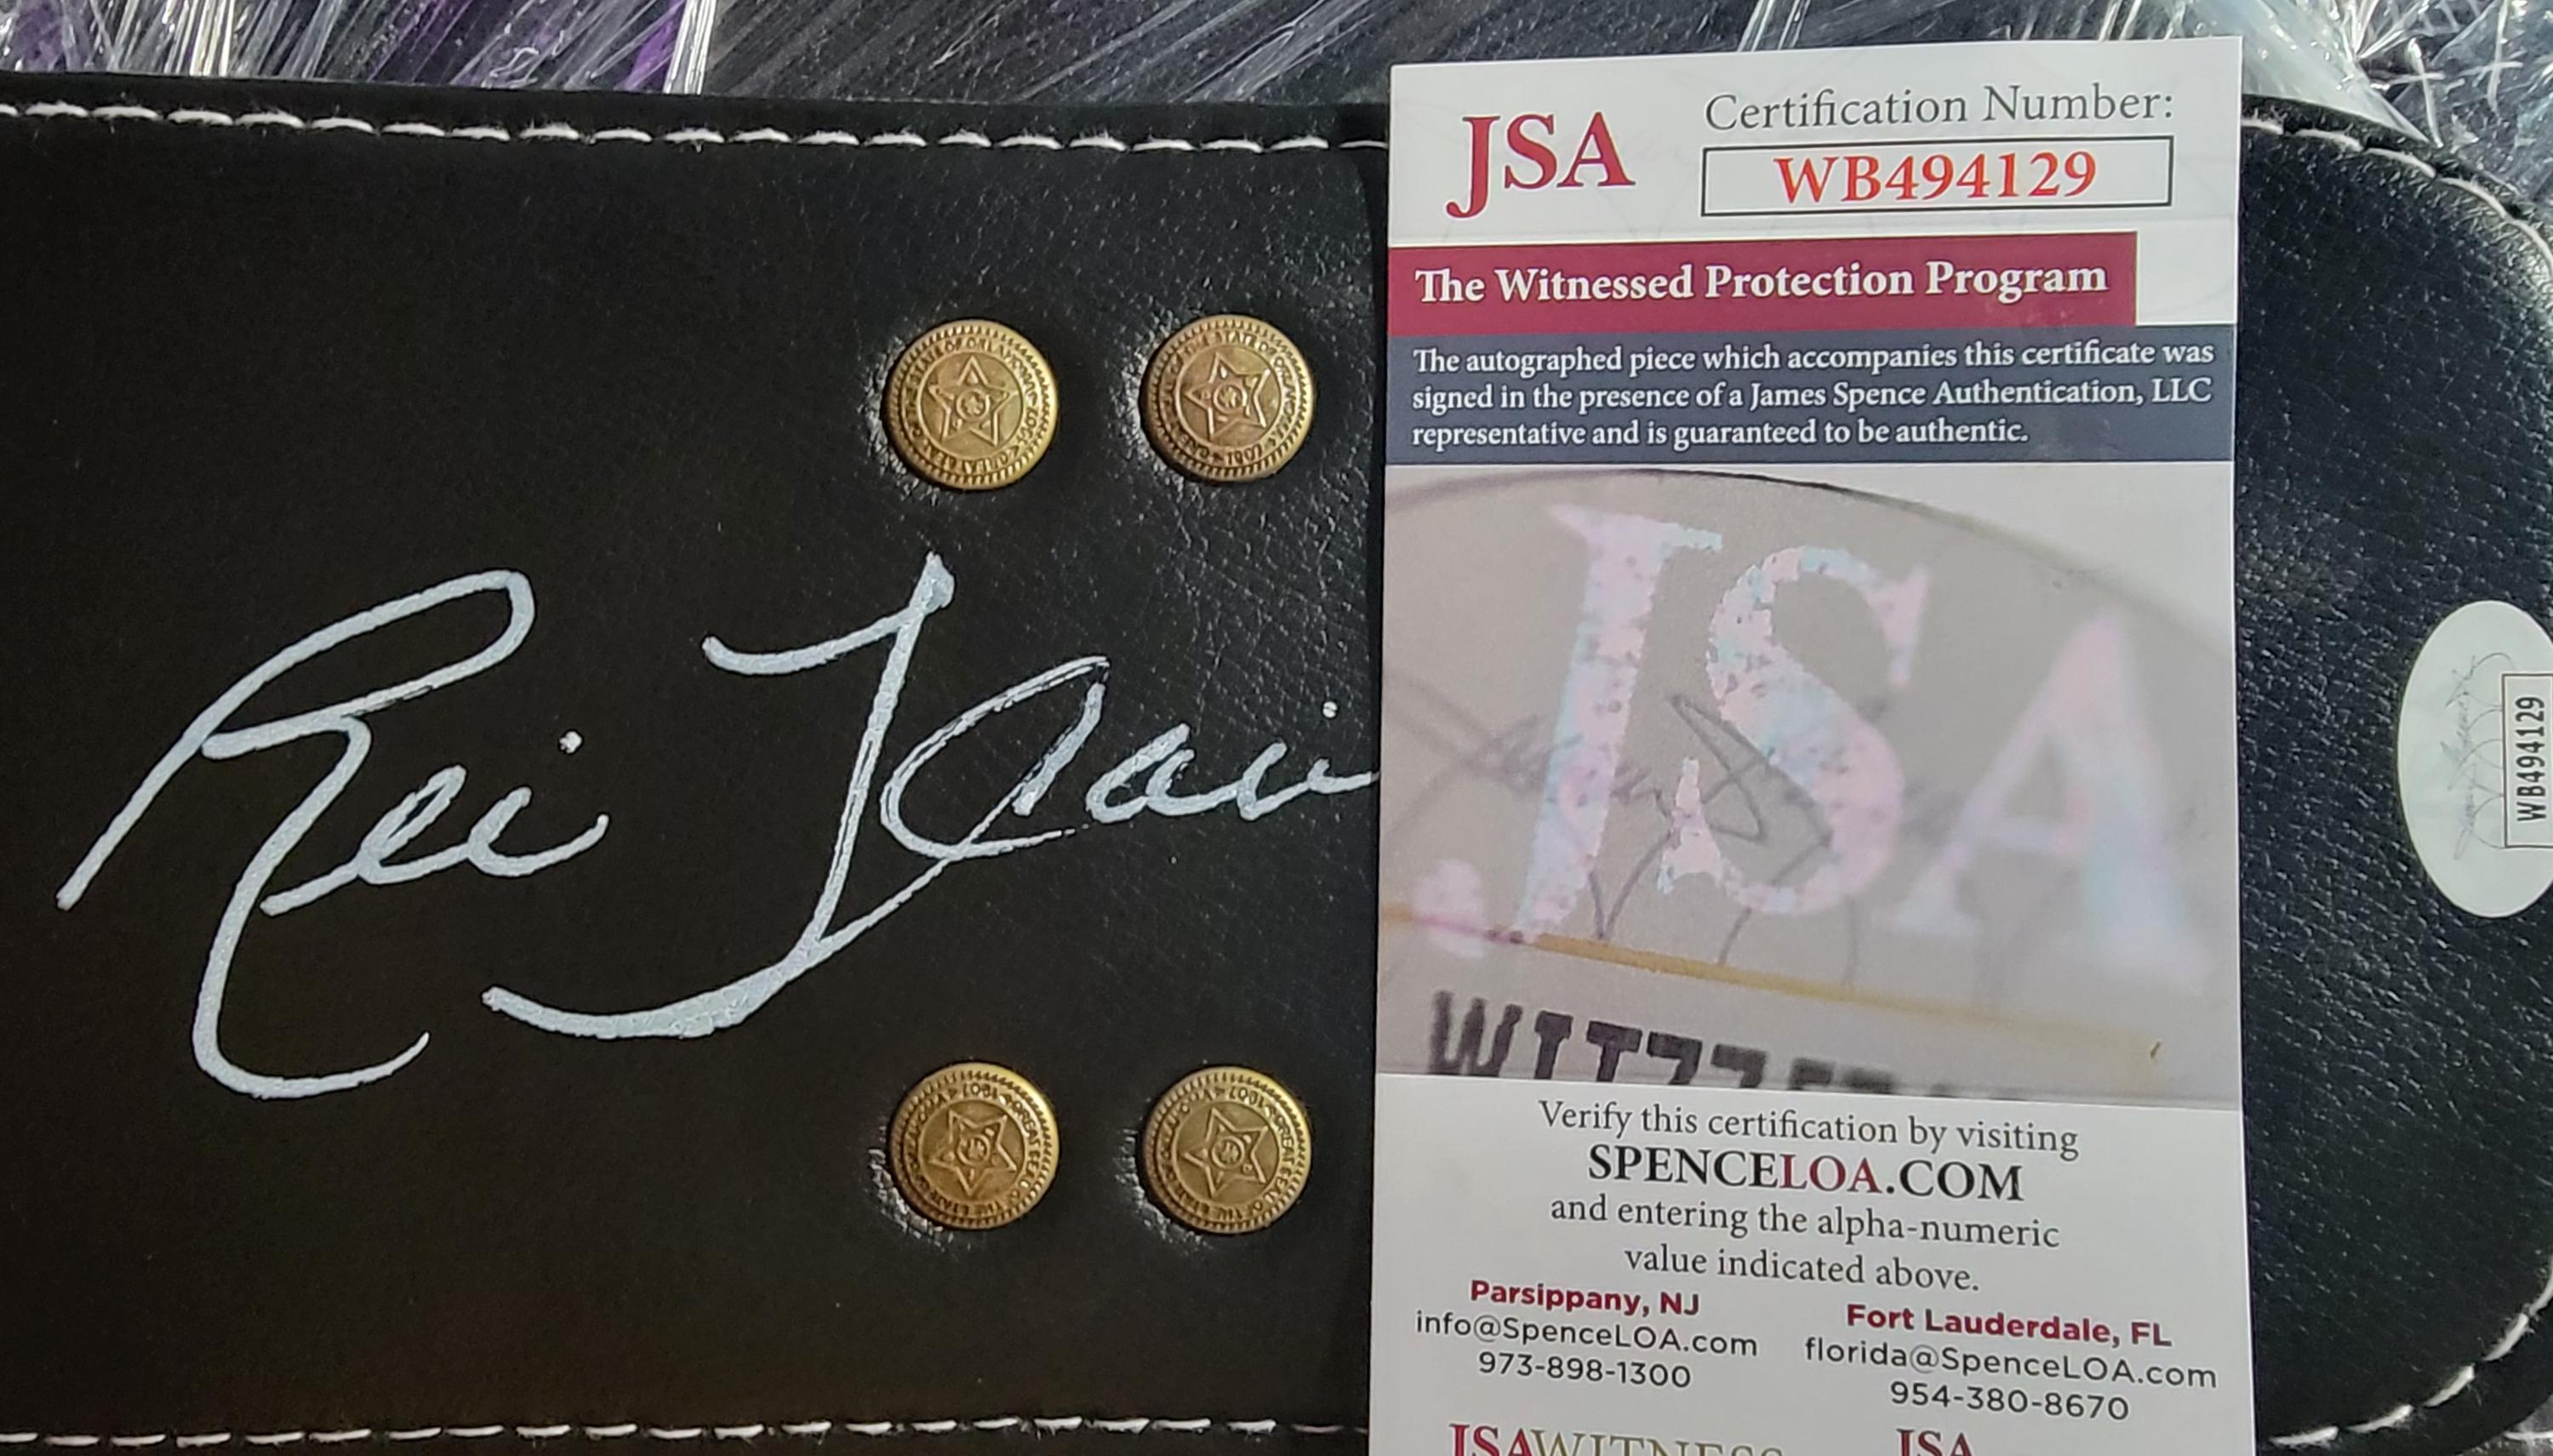 JSA
Certification Number:
WB494129
The Witnessed Protection Program
The autographed piece which accompanies this certificate was
signed in the presence of a James Spence Authentication, LLC
representative and is guaranteed to be authentic.
JSA
Rei
WB494129
Verify this certification by visiting
SPENCELOA.COM
and entering the alpha-numeric
value indicated above.
Parsippany, NJ
info@SpenceLOA.com
973-898-1300
Fort Lauderdale, FL
florida@SpenceLOA.com
954-380-8670
JSAWITNESS
JSA